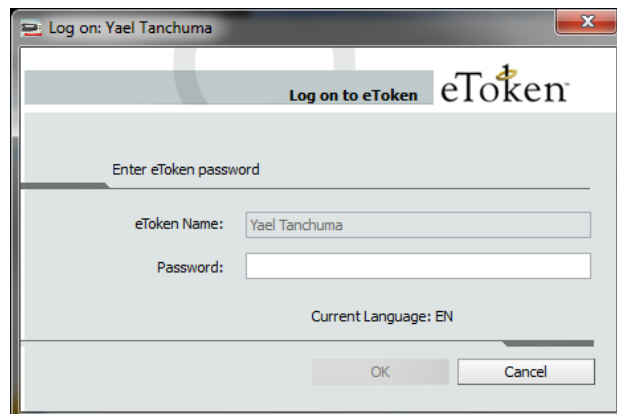 Log on: Yael Tanchuma
Log on to eToken
eToken
Enter eToken password
eToken Name: Yael Tanchuma
Password:
Current Language: EN
OK Cancel